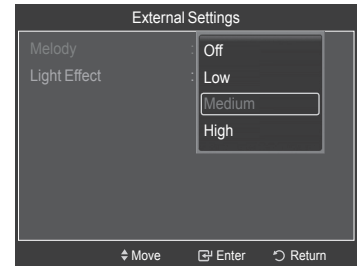 External Settings
Melody : Off
Light Effect : Low
Medium
High
Move Enter Return